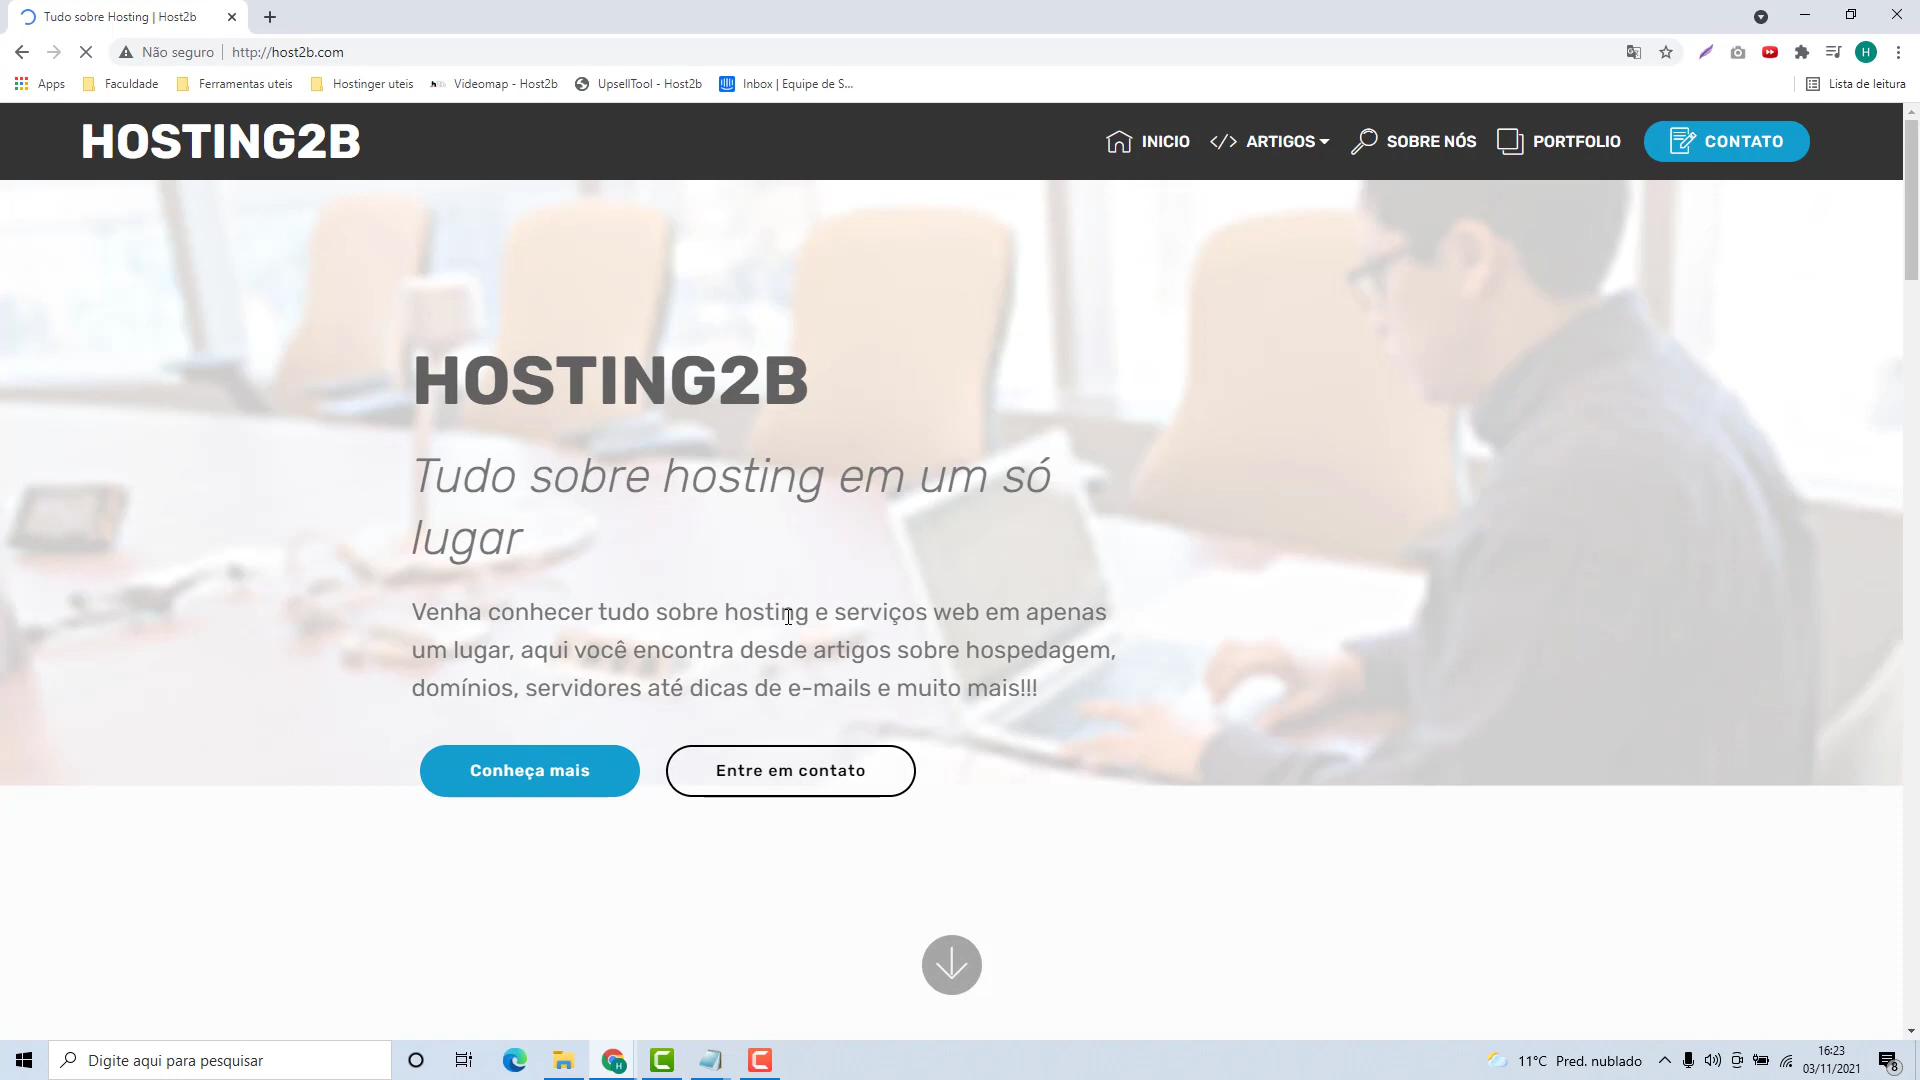 Tudo sobre Hosting | Host2b
Não seguro | http://host2b.com
Apps Faculdade Ferramentas uteis Hostinger uteis Videomap - Host2b UpsellTool - Host2b Inbox | Equipe de S... Lista de leitura
HOSTING2B INICIO ARTIGOS SOBRE NÓS PORTFOLIO CONTATO
HOSTING2B
Tudo sobre hosting em um só
lugar
Venha conhecer tudo sobre hosting e serviços web em apenas
um lugar, aqui você encontra desde artigos sobre hospedagem,
domínios, servidores até dicas de e-mails e muito mais!!!
Conheça mais Entre em contato
Digite aqui para pesquisar 11°C Pred. nublado 16:23
03/11/2021 8